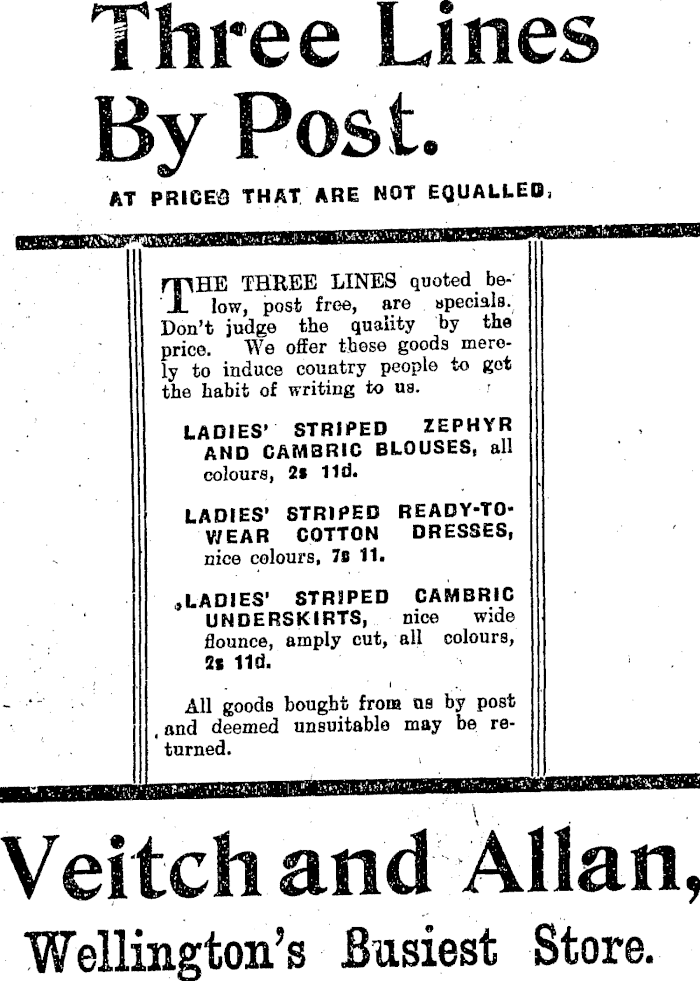 Three Lines
By Post.
AT PRICES THAT ARE NOT EQUALLED.
THE THREE LINES quoted be-
low, post free, are specials.
Don't judge the quality by the
price. We offer these goods mere-
ly to induce country people to get
the habit of writing to us.
LADIES' STRIPED ZEPHYR
AND CAMBRIC BLOUSES, all
colours, 2s 11d.
LADIES' STRIPED READY-TO-
WEAR COTTON DRESSES,
nice colours, 7s 11.
LADIES' STRIPED CAMBRIC
UNDERSKIRTS, nice wide
flounce, amply cut, all colours,
2s 11d.
All goods bought from us by post
and deemed unsuitable may be re-
turned.
Veitch and Allan,
Wellington's Busiest Store.